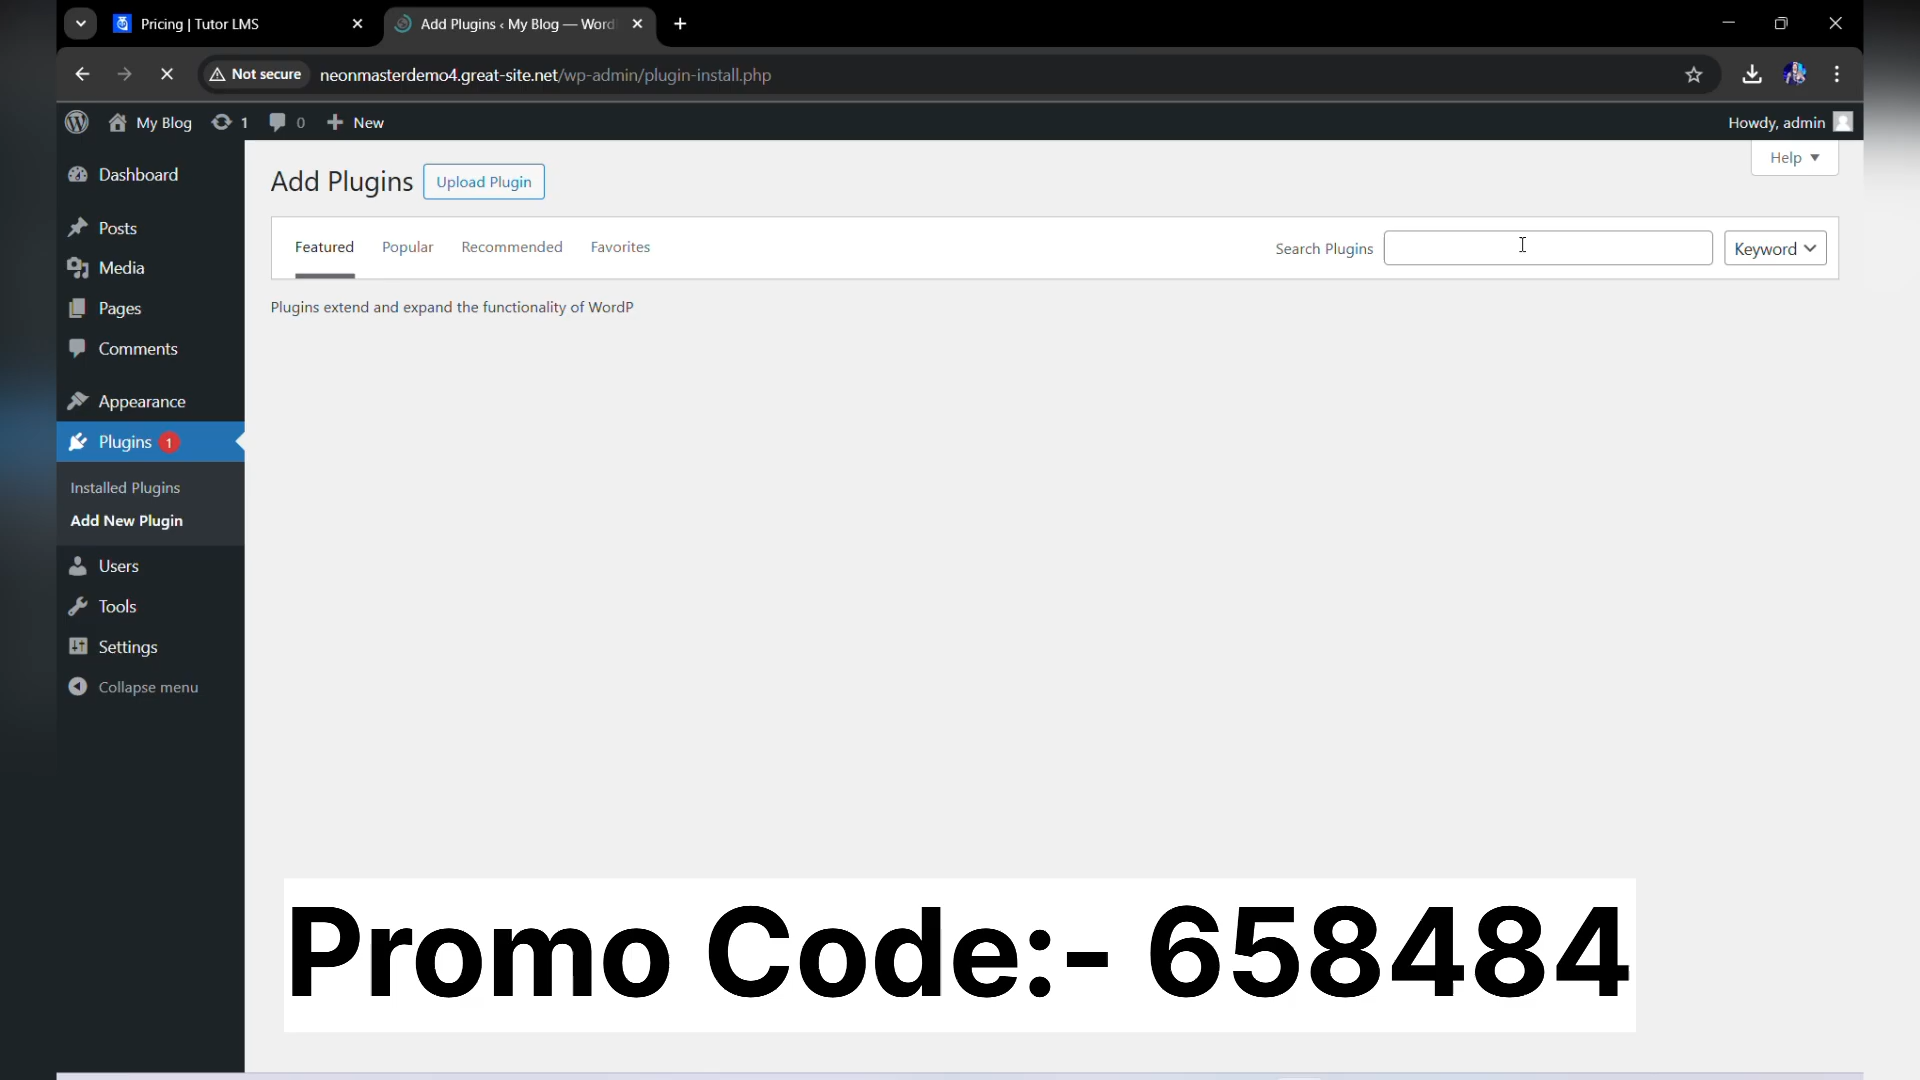 Pricing | Tutor LMS
Add Plugins ‹ My Blog — Word
Not secure
neonmasterdemo4.great-site.net/wp-admin/plugin-install.php
My Blog
1
0
New
Howdy, admin
Dashboard
Posts
Media
Pages
Comments
Appearance
Plugins 1
Installed Plugins
Add New Plugin
Users
Tools
Settings
Collapse menu
Add Plugins
Upload Plugin
Help
Featured
Popular
Recommended
Favorites
Search Plugins
Keyword
Plugins extend and expand the functionality of WordP
Promo Code:- 658484